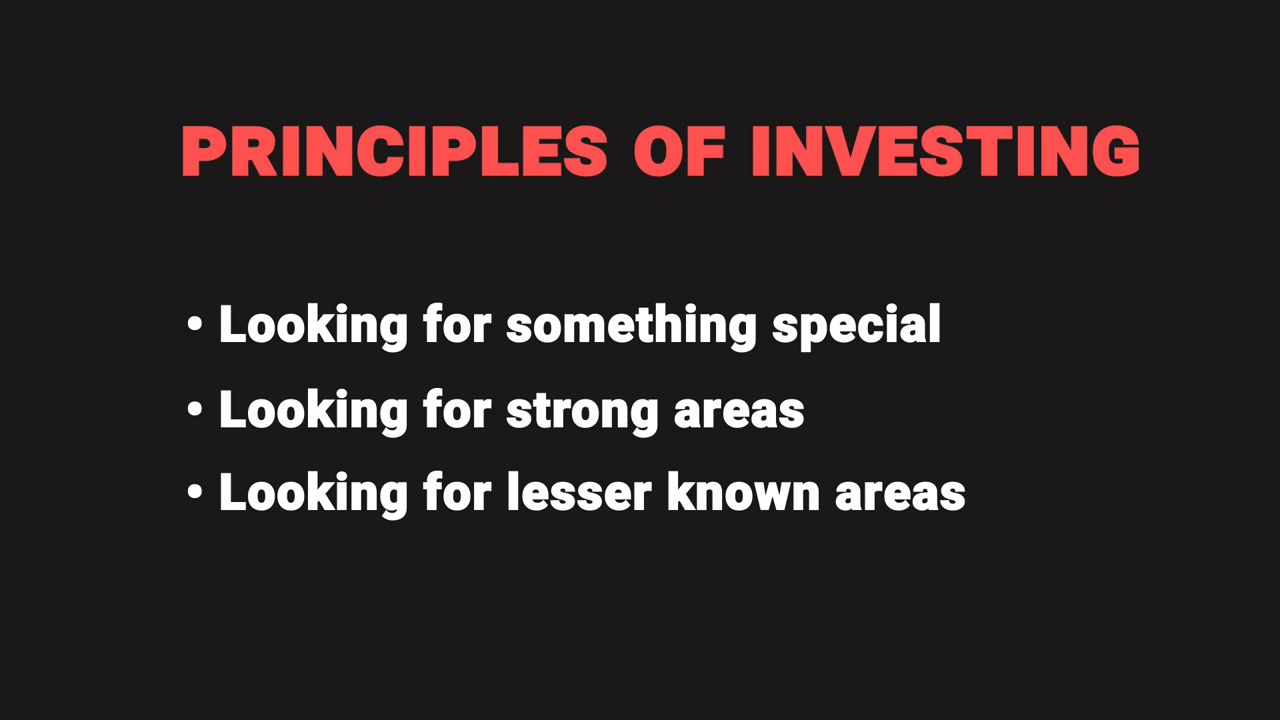 PRINCIPLES OF INVESTING
• Looking for something special
• Looking for strong areas
• Looking for lesser known areas